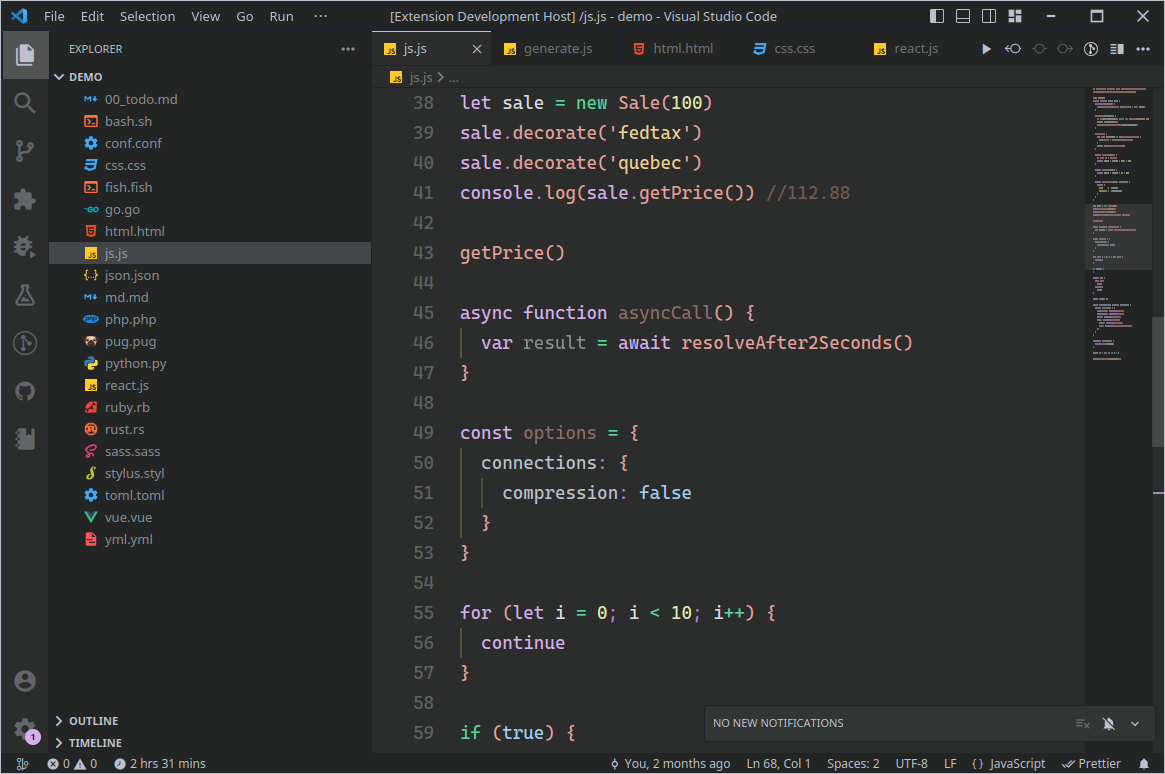 File Edit Selection View Go Run ··· [Extension Development Host] /js.js - demo - Visual Studio Code
EXPLORER ···
DEMO
00_todo.md
bash.sh
conf.conf
css.css
fish.fish
go.go
html.html
js.js
json.json
md.md
php.php
pug.pug
python.py
react.js
ruby.rb
rust.rs
sass.sass
stylus.styl
toml.toml
vue.vue
yml.yml
OUTLINE
TIMELINE
1
js.js generate.js html.html css.css react.js
js.js > ...
38 let sale = new Sale(100)
39 sale.decorate('fedtax')
40 sale.decorate('quebec')
41 console.log(sale.getPrice()) //112.88
42
43 getPrice()
44
45 async function asyncCall() {
46 var result = await resolveAfter2Seconds()
47 }
48
49 const options = {
50 connections: {
51 compression: false
52 }
53 }
54
55 for (let i = 0; i < 10; i++) {
56 continue
57 }
58
59 if (true) {
NO NEW NOTIFICATIONS
0 0 2 hrs 31 mins You, 2 months ago Ln 68, Col 1 Spaces: 2 UTF-8 LF {} JavaScript Prettier